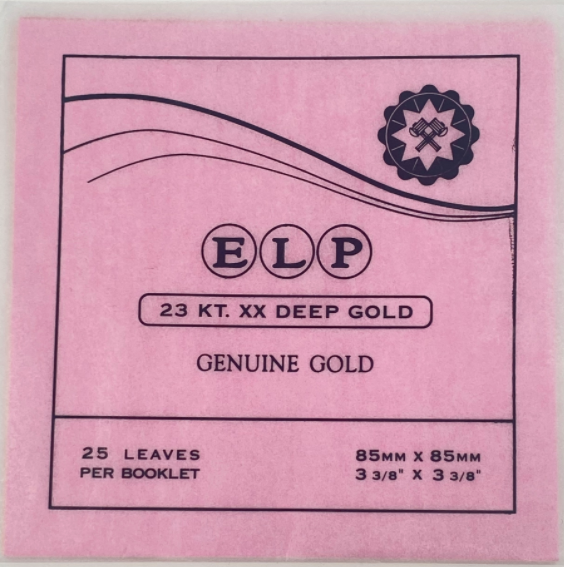 E L P
23 KT. XX DEEP GOLD
GENUINE GOLD
25 LEAVES
PER BOOKLET
85MM X 85MM
3 3/8" X 3 3/8"